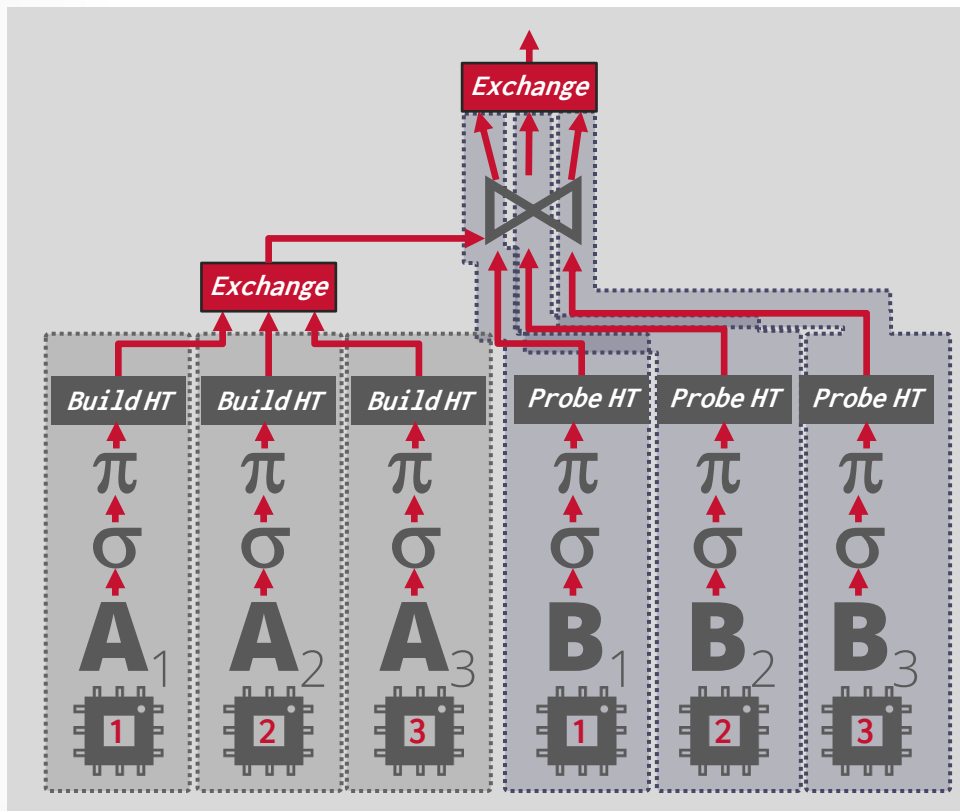 Exchange
Exchange
Build HT Build HT Build HT Probe HT Probe HT Probe HT
π π π π π π
σ σ σ σ σ σ
A1 A2 A3 B1 B2 B3
1 2 3 1 2 3